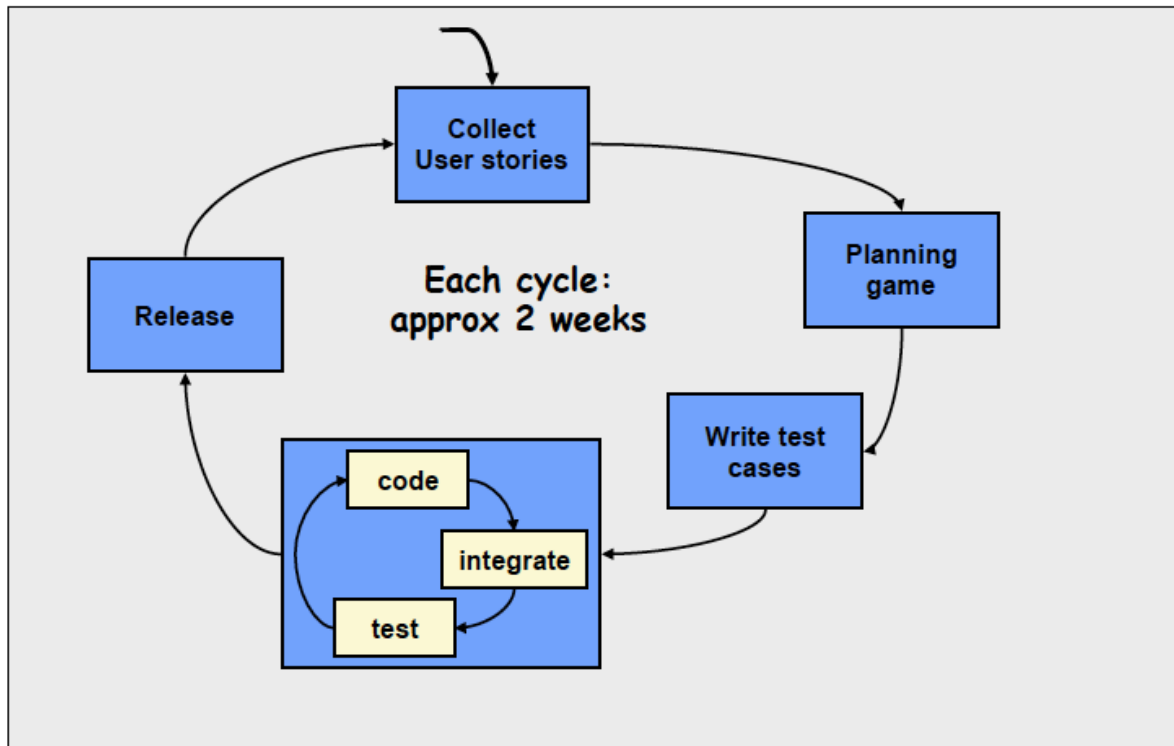 Collect
User stories
Planning
game
Each cycle:
approx 2 weeks
Release
Write test
cases
code
integrate
test